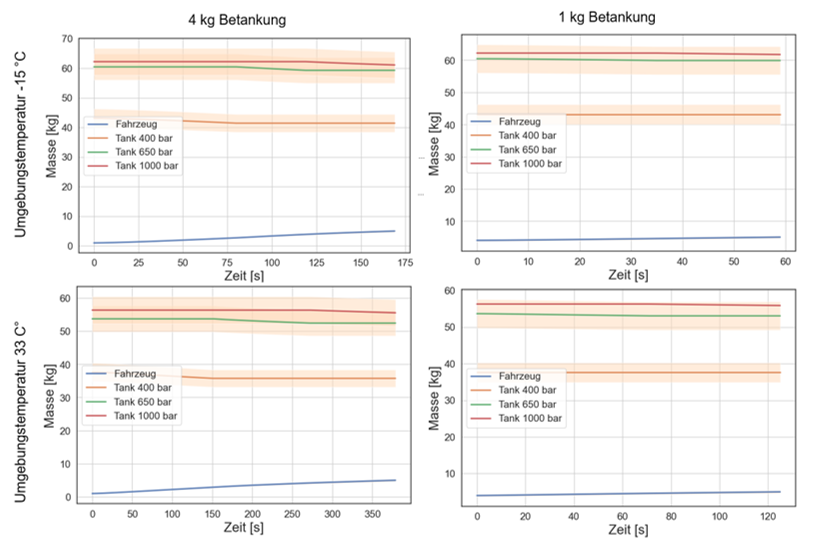 4 kg Betankung
1 kg Betankung
Umgebungstemperatur -15 °C
Masse [kg]
70
60
50
40
30
20
10
0
Fahrzeug
Tank 400 bar
Tank 650 bar
Tank 1000 bar
0 25 50 75 100 125 150 175
Zeit [s]
Masse [kg]
60
50
40
30
20
10
Fahrzeug
Tank 400 bar
Tank 650 bar
Tank 1000 bar
0 10 20 30 40 50 60
Zeit [s]
Umgebungstemperatur 33 C°
Masse [kg]
60
50
40
30
20
10
0
Fahrzeug
Tank 400 bar
Tank 650 bar
Tank 1000 bar
0 50 100 150 200 250 300 350
Zeit [s]
Masse [kg]
60
50
40
30
20
10
Fahrzeug
Tank 400 bar
Tank 650 bar
Tank 1000 bar
0 20 40 60 80 100 120
Zeit [s]